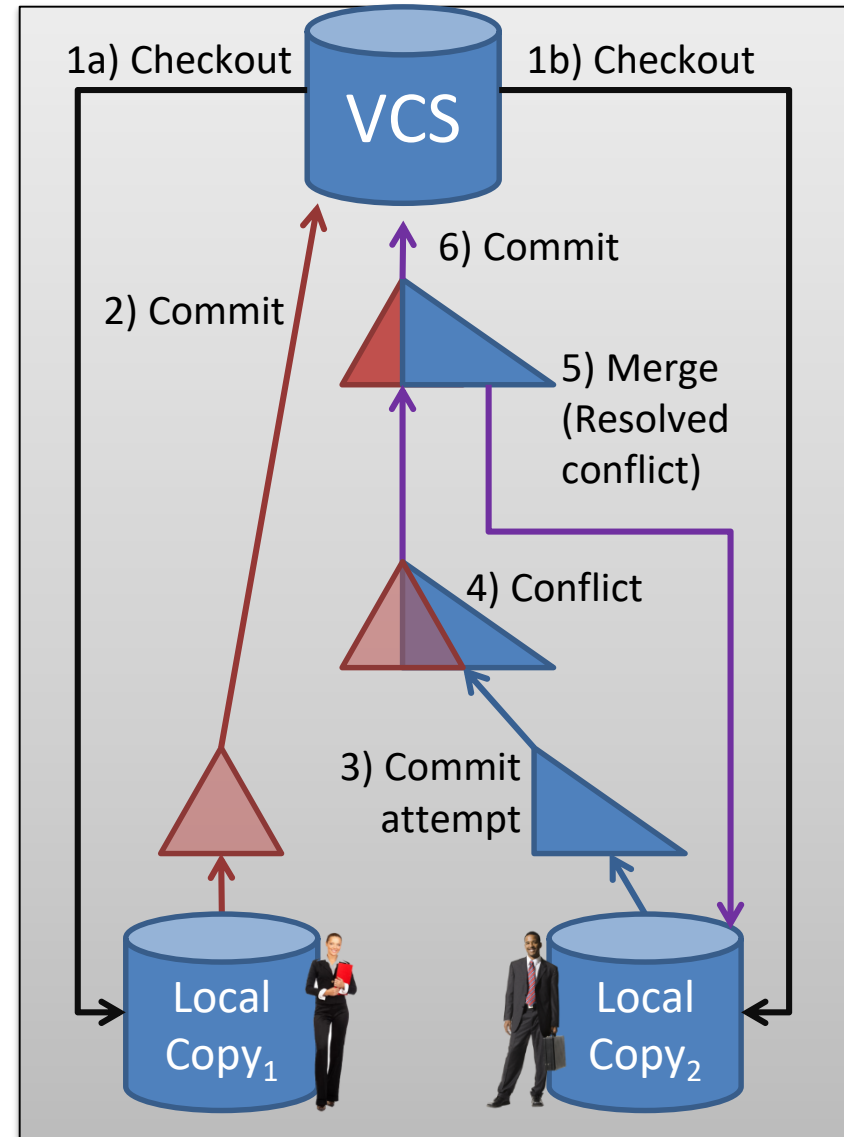 1a) Checkout
1b) Checkout
VCS
6) Commit
2) Commit
5) Merge
(Resolved
conflict)
4) Conflict
3) Commit
attempt
Local
Copy₁
Local
Copy₂